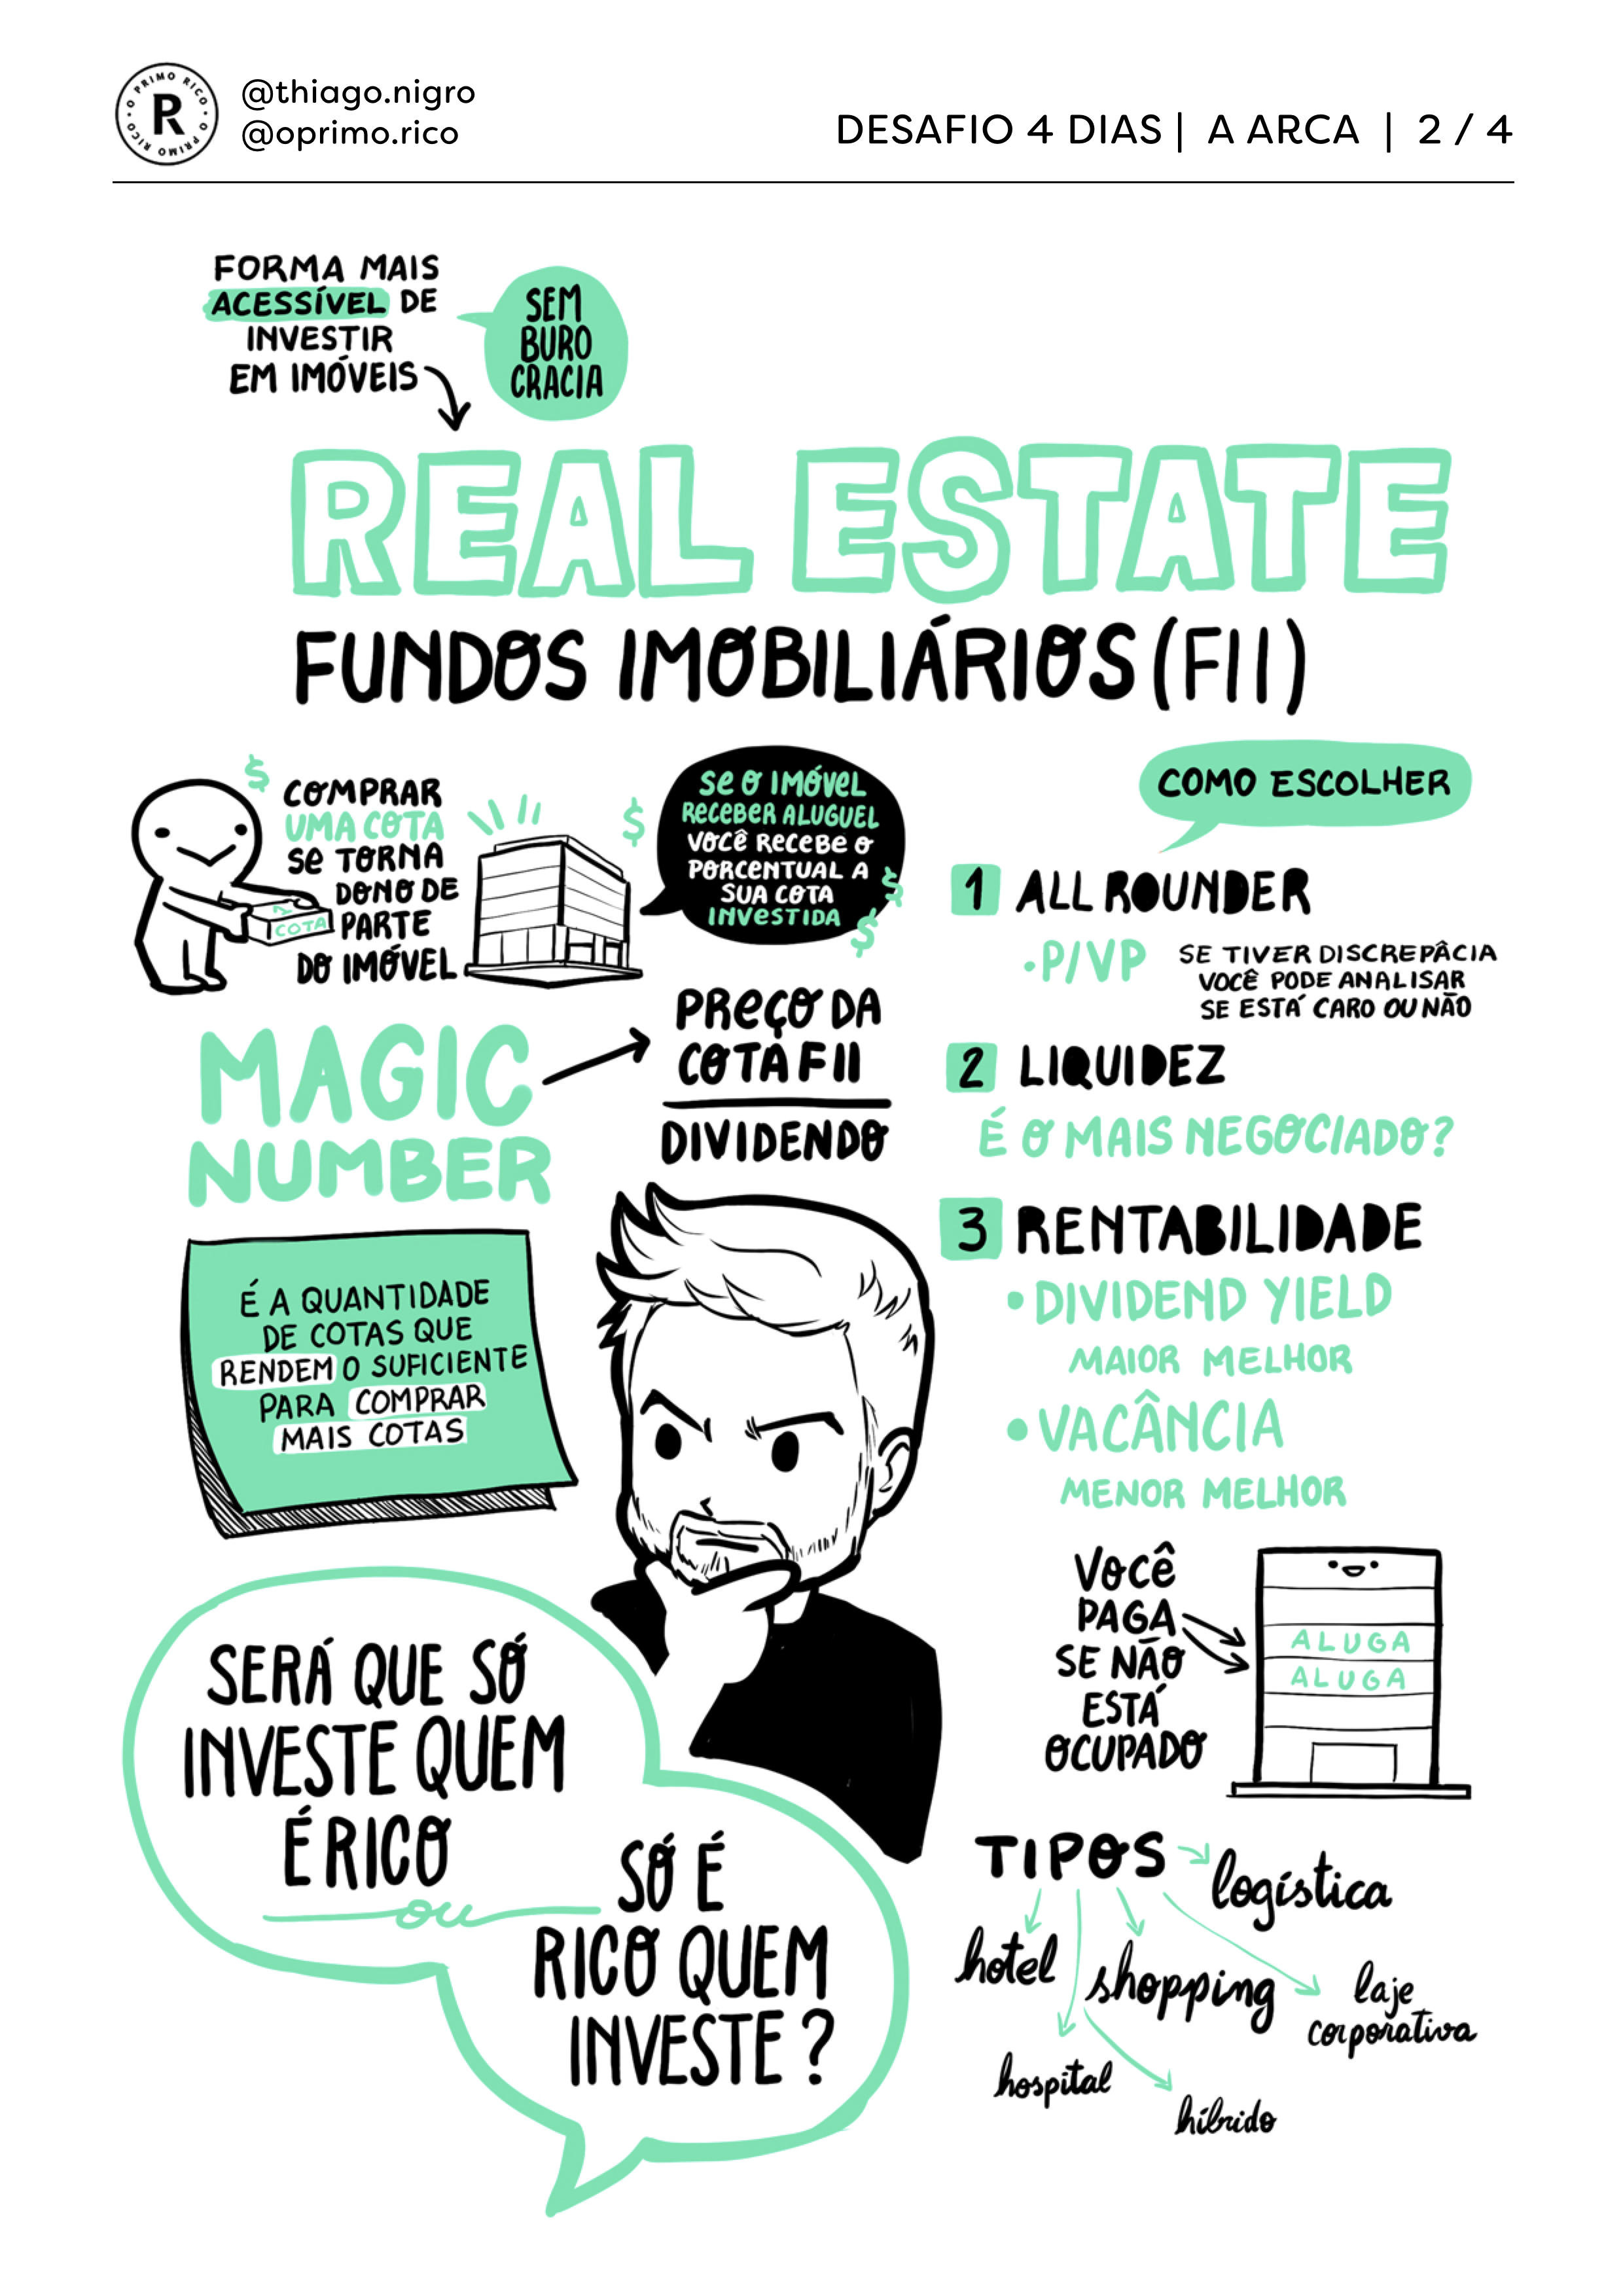 O PRIMO RICO • O PRIMO RICO •
R
@thiago.nigro
@oprimo.rico
DESAFIO 4 DIAS | A ARCA | 2 / 4
FORMA MAIS
ACESSÍVEL DE
INVESTIR
EM IMÓVEIS
SEM
BURO
CRACIA
REAL ESTATE
FUNDOS IMOBILIÁRIOS (FII)
$
COMPRAR
UMA COTA
SE TORNA
DONO DE
PARTE
DO IMÓVEL
COTA
$
SE O IMÓVEL
RECEBER ALUGUEL
VOCÊ RECEBE O
PORCENTUAL A
SUA COTA
INVESTIDA
$
$
MAGIC
NUMBER
PREÇO DA
COTA FII
DIVIDENDO
É A QUANTIDADE
DE COTAS QUE
RENDEM O SUFICIENTE
PARA COMPRAR
MAIS COTAS
SERÁ QUE SÓ
INVESTE QUEM
É RICO
ou
SÓ É
RICO QUEM
INVESTE ?
COMO ESCOLHER
1 ALL ROUNDER
• P/VP
SE TIVER DISCREPÂCIA
VOCÊ PODE ANALISAR
SE ESTÁ CARO OU NÃO
2 LIQUIDEZ
É O MAIS NEGOCIADO?
3 RENTABILIDADE
• DIVIDEND YIELD
MAIOR MELHOR
• VACÂNCIA
MENOR MELHOR
VOCÊ
PAGA
SE NÃO
ESTÁ
OCUPADO
ALUGA
ALUGA
TIPOS
logística
hotel
shopping
laje
corporativa
hospital
híbrido